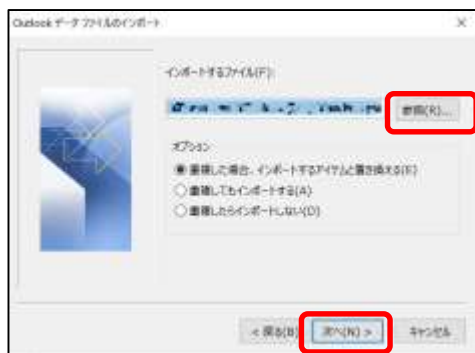 Outlook データ ファイルのインポート
インポートするファイル(F):
参照(R)...
オプション
重複した場合、インポートするアイテムと置き換える(E)
重複してもインポートする(A)
重複したらインポートしない(D)
< 戻る(B)
次へ(N) >
キャンセル